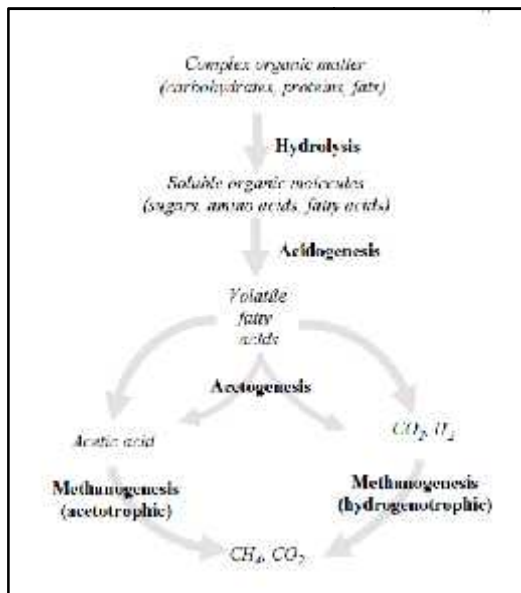 Complex organic matter
(carbohydrates, proteins, fats)
Hydrolysis
Soluble organic molecules
(sugars, amino acids, fatty acids)
Acidogenesis
Volatile
fatty
acids
Acetogenesis
Acetic acid
CO₂, H₂
Methanogenesis
(acetotrophic)
Methanogenesis
(hydrogenotrophic)
CH₄, CO₂